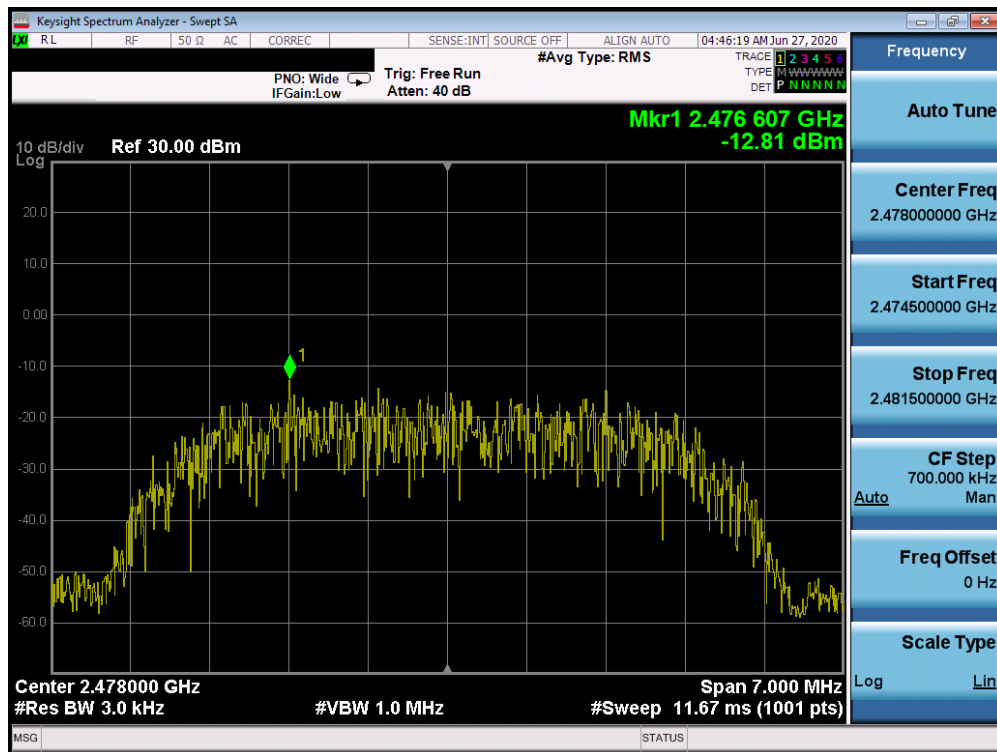 Keysight Spectrum Analyzer - Swept SA
LXI RL RF 50 Ω AC CORREC SENSE:INT SOURCE OFF ALIGN AUTO 04:46:19 AM Jun 27, 2020
#Avg Type: RMS
TRACE 1 2 3 4 5 6
TYPE M WWWWW
DET P N N N N N
PNO: Wide
IFGain:Low
Trig: Free Run
Atten: 40 dB
Mkr1 2.476 607 GHz
-12.81 dBm
10 dB/div
Log
Ref 30.00 dBm
20.0
10.0
0.00
-10.0
-20.0
-30.0
-40.0
-50.0
-60.0
1
Center 2.478000 GHz
Span 7.000 MHz
#Res BW 3.0 kHz
#VBW 1.0 MHz
#Sweep 11.67 ms (1001 pts)
MSG
STATUS
Frequency
Auto Tune
Center Freq
2.478000000 GHz
Start Freq
2.474500000 GHz
Stop Freq
2.481500000 GHz
CF Step
700.000 kHz
Auto Man
Freq Offset
0 Hz
Scale Type
Log Lin